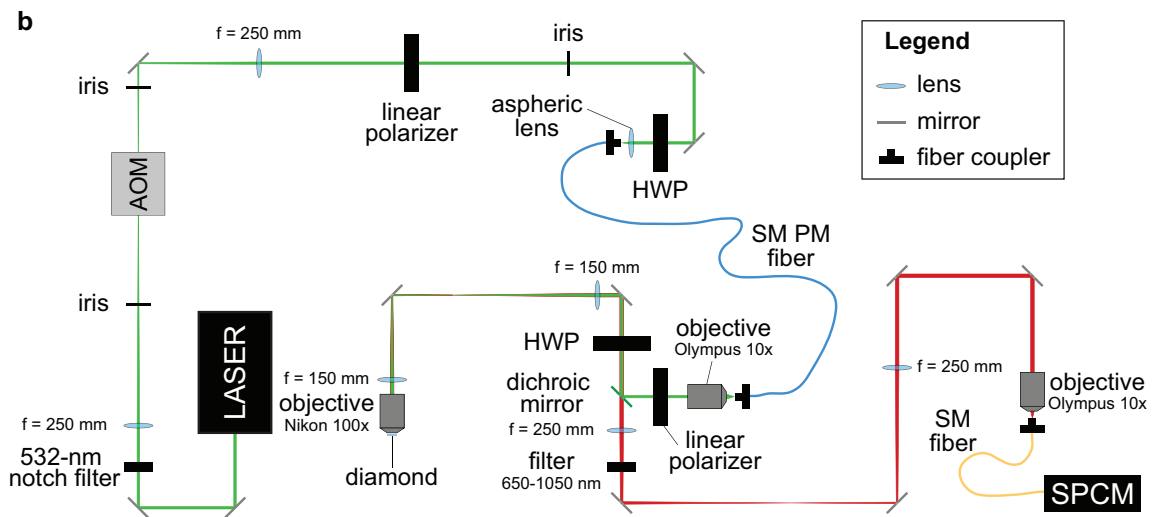 b
f = 250 mm
iris
iris
linear
polarizer
aspheric
lens
HWP
Legend
lens
mirror
fiber coupler
AOM
SM PM
fiber
iris
LASER
f = 150 mm
HWP
objective
Olympus 10x
f = 150 mm
objective
Nikon 100x
dichroic
mirror
f = 250 mm
f = 250 mm
objective
Olympus 10x
f = 250 mm
532-nm
notch filter
diamond
filter
650-1050 nm
linear
polarizer
SM
fiber
SPCM